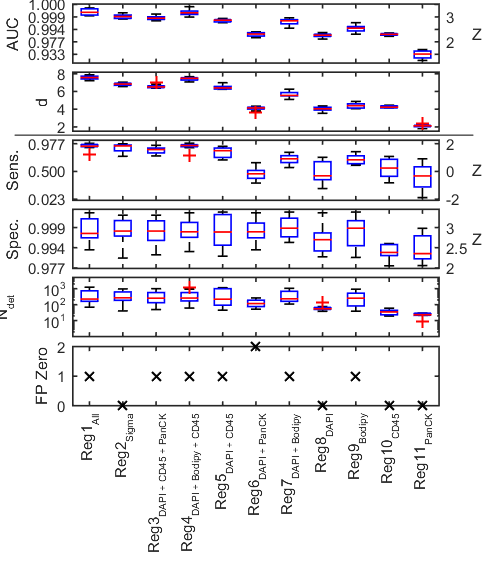 AUC
1.000
0.999
0.994
0.977
0.933
3
2
Z
d
8
6
4
2
Sens.
0.977
0.500
0.023
2
0
-2
Z
Spec.
0.999
0.994
0.977
3
2.5
2
Z
N_del
10^3
10^2
10^1
FP Zero
2
1
0
Reg1_All
Reg2_Sigma
Reg3_DAPI + CD45 + PanCK
Reg4_DAPI + Bodipy + CD45
Reg5_DAPI + CD45
Reg6_DAPI + PanCK
Reg7_DAPI + Bodipy
Reg8_DAPI
Reg9_Bodipy
Reg10_CD45
Reg11_PanCK